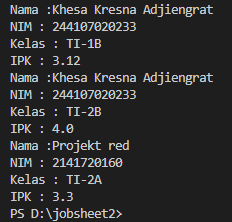 Nama :Khesa Kresna Adjiengrat
NIM : 244107020233
Kelas : TI-1B
IPK : 3.12
Nama :Khesa Kresna Adjiengrat
NIM : 244107020233
Kelas : TI-2B
IPK : 4.0
Nama :Projekt red
NIM : 2141720160
Kelas : TI-2A
IPK : 3.3
PS D:\jobsheet2>